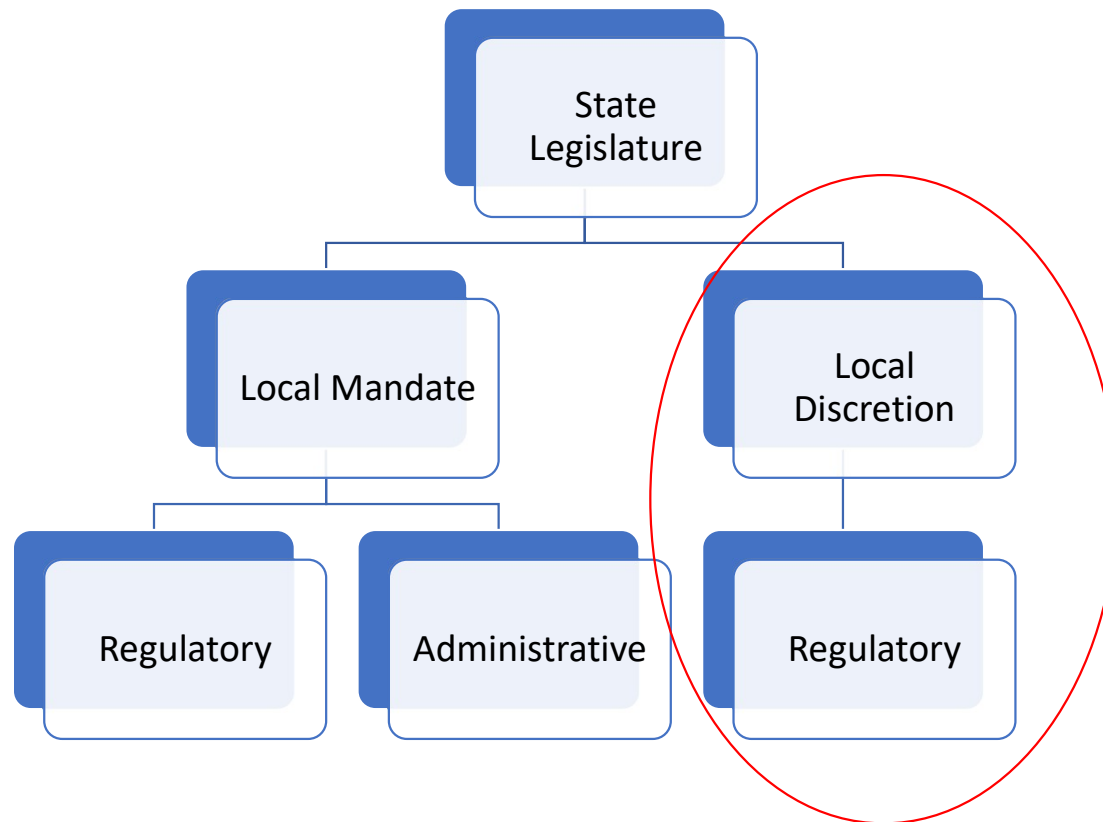 State
Legislature
Local Mandate
Local
Discretion
Regulatory
Administrative
Regulatory